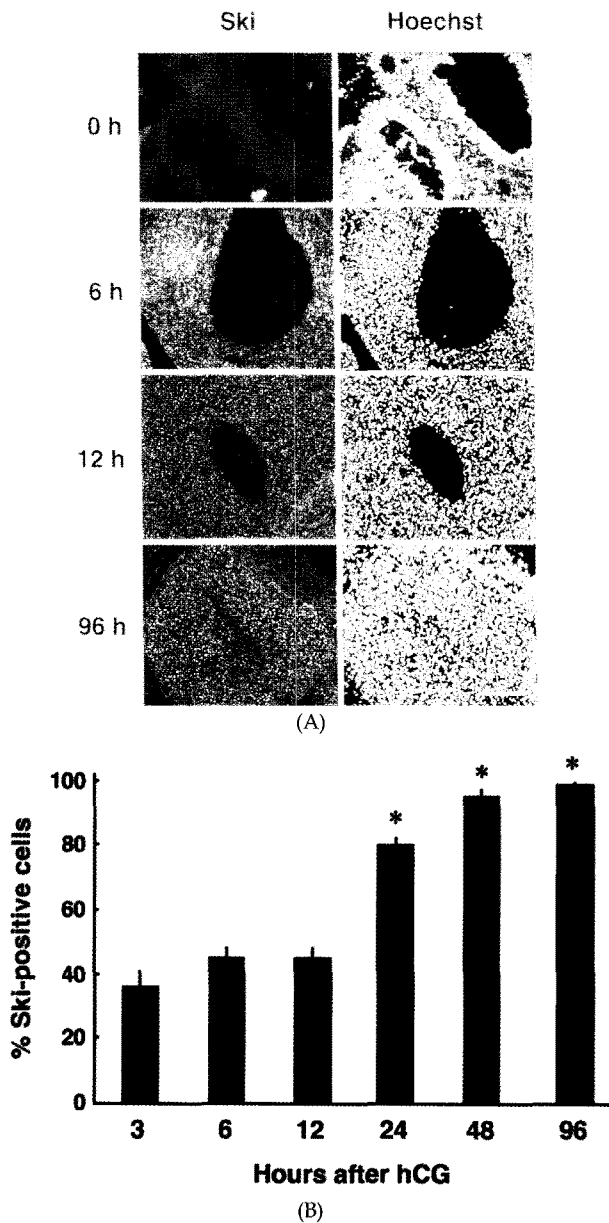 Ski Hoechst
0 h
6 h
12 h
96 h
(A)
% Ski-positive cells
100
80
60
40
20
0
* * *
3 6 12 24 48 96
Hours after hCG
(B)